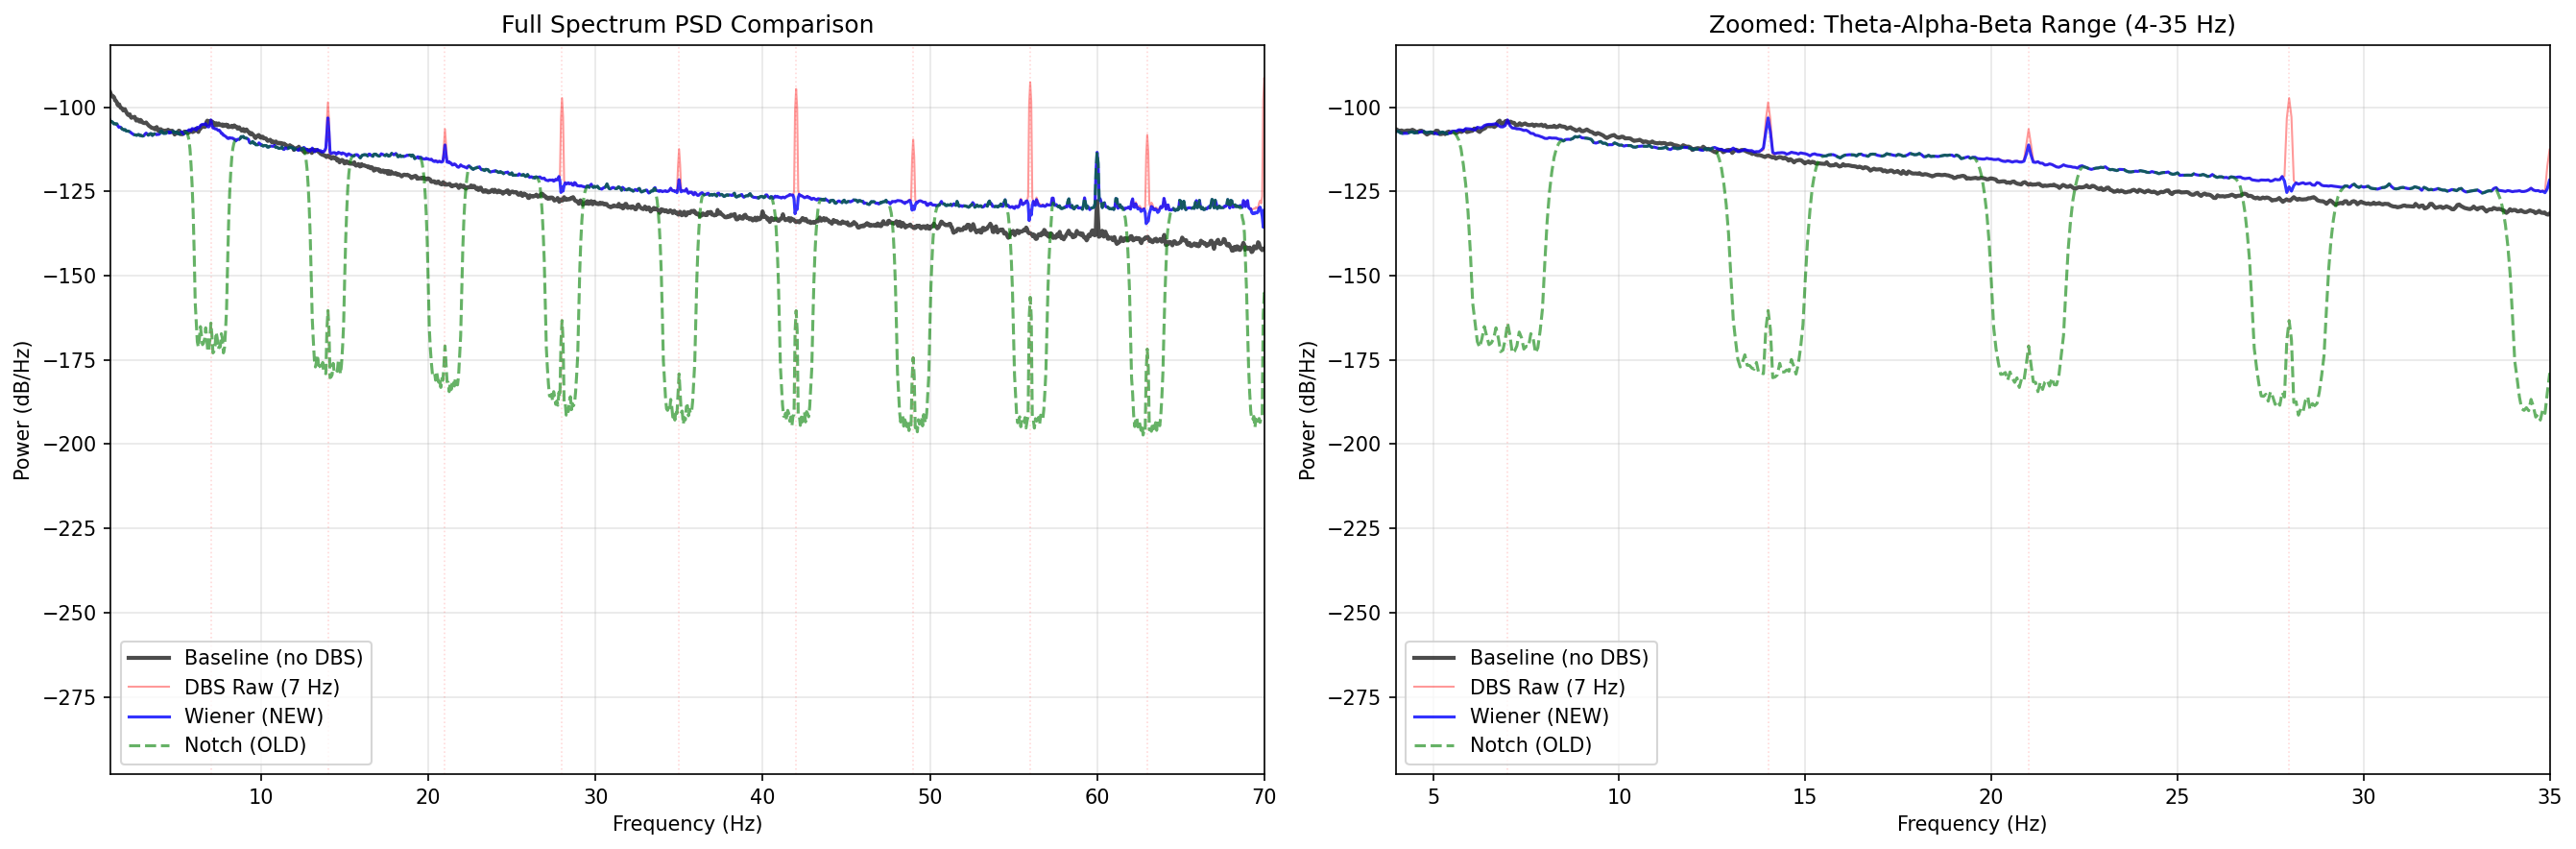 Full Spectrum PSD Comparison
Power (dB/Hz)
−100
−125
−150
−175
−200
−225
−250
−275
Baseline (no DBS)
DBS Raw (7 Hz)
Wiener (NEW)
Notch (OLD)
10 20 30 40 50 60 70
Frequency (Hz)
Zoomed: Theta-Alpha-Beta Range (4-35 Hz)
Power (dB/Hz)
−100
−125
−150
−175
−200
−225
−250
−275
Baseline (no DBS)
DBS Raw (7 Hz)
Wiener (NEW)
Notch (OLD)
5 10 15 20 25 30 35
Frequency (Hz)